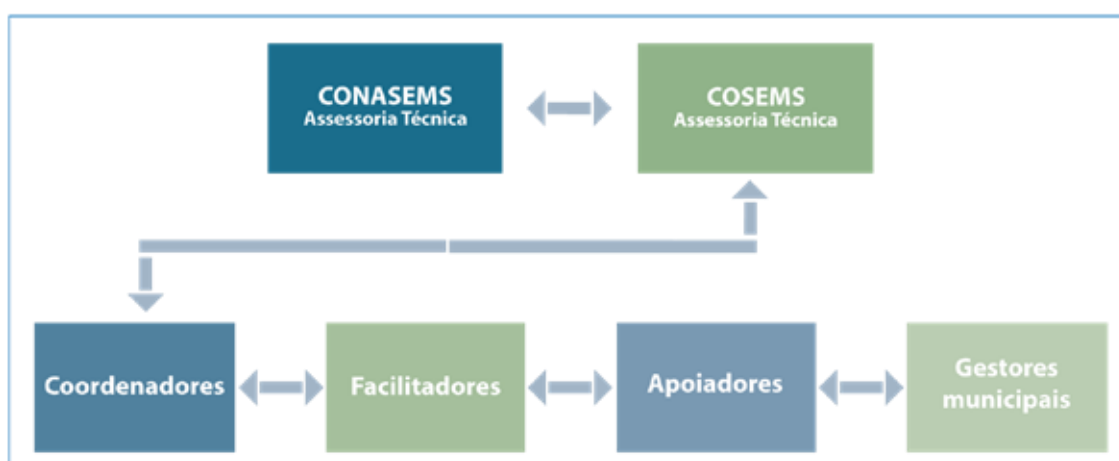 CONASEMS
Assessoria Técnica
COSEMS
Assessoria Técnica
Coordenadores
Facilitadores
Apoiadores
Gestores
municipais